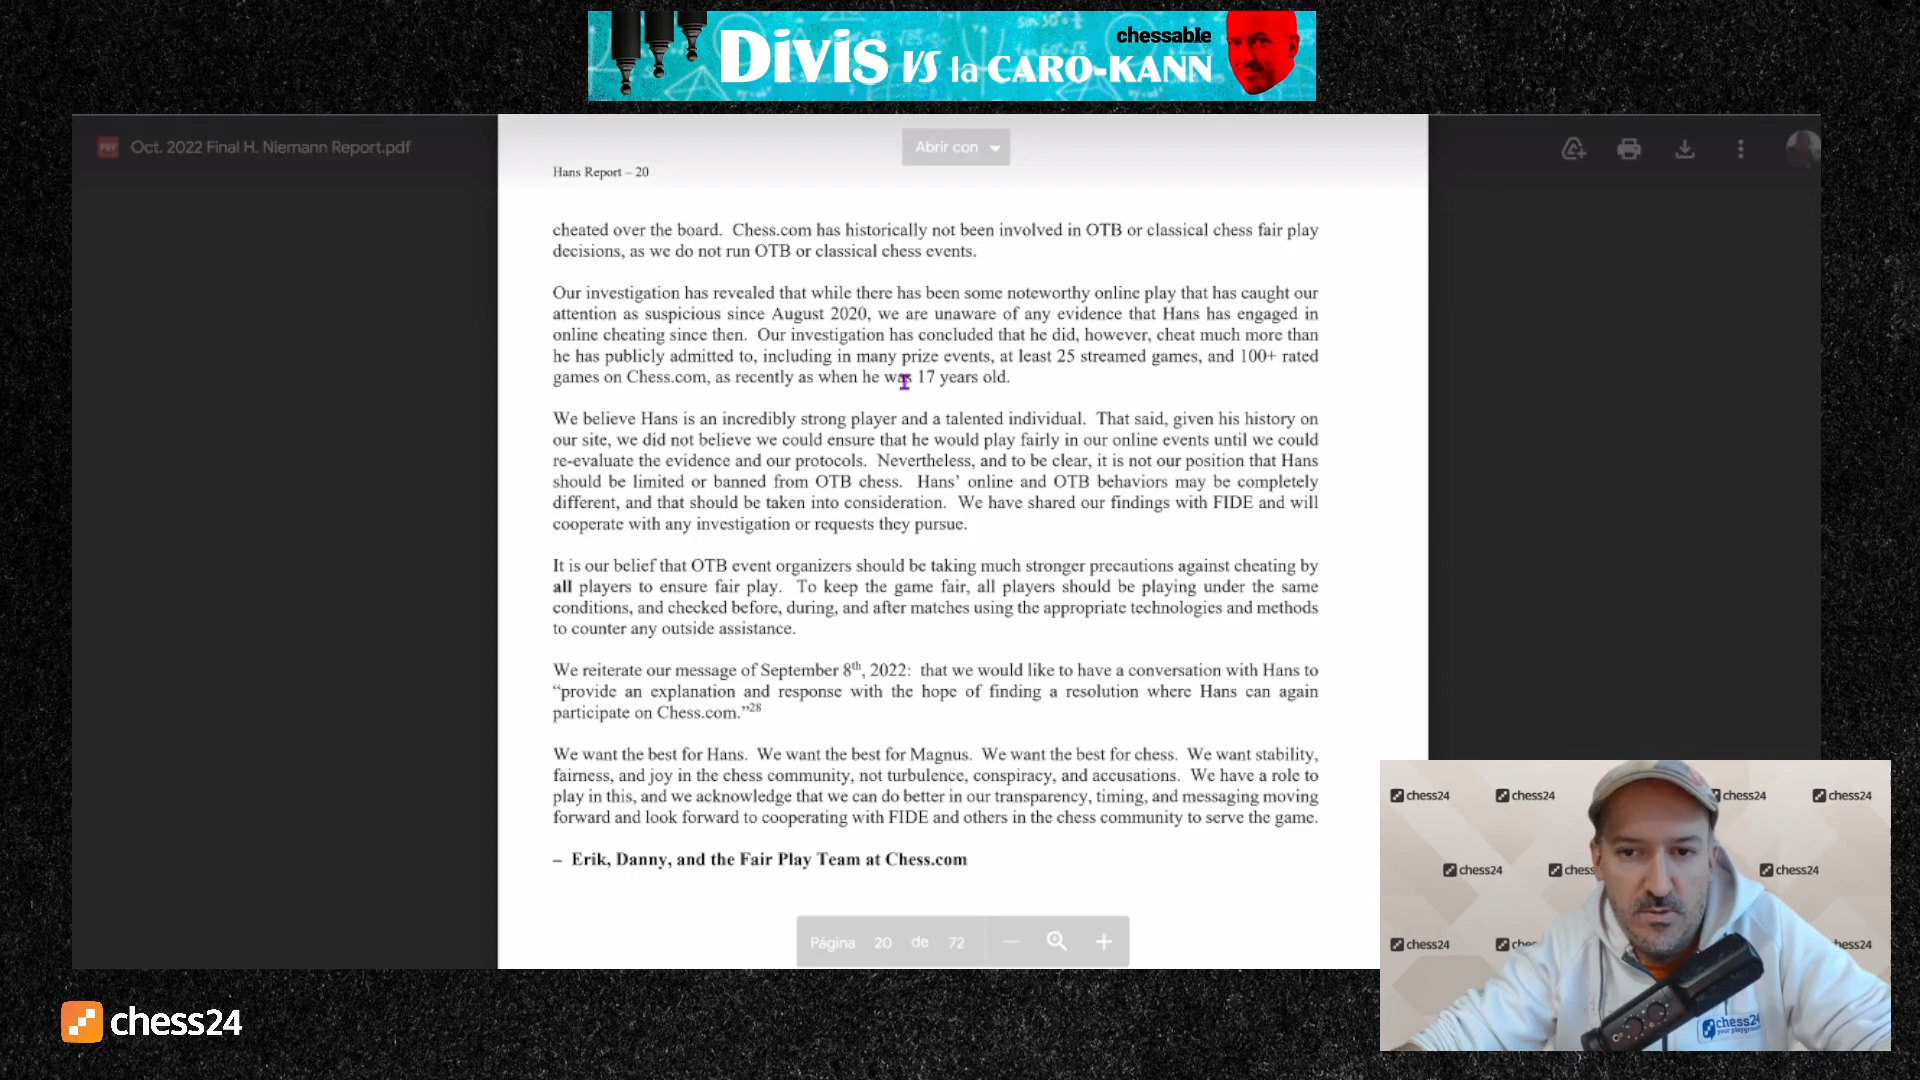 chessable
Divis vs la CARO-KANN
PDF Oct. 2022 Final H. Niemann Report.pdf
Abrir con
Hans Report – 20
cheated over the board. Chess.com has historically not been involved in OTB or classical chess fair play
decisions, as we do not run OTB or classical chess events.
Our investigation has revealed that while there has been some noteworthy online play that has caught our
attention as suspicious since August 2020, we are unaware of any evidence that Hans has engaged in
online cheating since then. Our investigation has concluded that he did, however, cheat much more than
he has publicly admitted to, including in many prize events, at least 25 streamed games, and 100+ rated
games on Chess.com, as recently as when he was 17 years old.
We believe Hans is an incredibly strong player and a talented individual. That said, given his history on
our site, we did not believe we could ensure that he would play fairly in our online events until we could
re-evaluate the evidence and our protocols. Nevertheless, and to be clear, it is not our position that Hans
should be limited or banned from OTB chess. Hans' online and OTB behaviors may be completely
different, and that should be taken into consideration. We have shared our findings with FIDE and will
cooperate with any investigation or requests they pursue.
It is our belief that OTB event organizers should be taking much stronger precautions against cheating by
all players to ensure fair play. To keep the game fair, all players should be playing under the same
conditions, and checked before, during, and after matches using the appropriate technologies and methods
to counter any outside assistance.
We reiterate our message of September 8th, 2022: that we would like to have a conversation with Hans to
“provide an explanation and response with the hope of finding a resolution where Hans can again
participate on Chess.com.”28
We want the best for Hans. We want the best for Magnus. We want the best for chess. We want stability,
fairness, and joy in the chess community, not turbulence, conspiracy, and accusations. We have a role to
play in this, and we acknowledge that we can do better in our transparency, timing, and messaging moving
forward and look forward to cooperating with FIDE and others in the chess community to serve the game.
– Erik, Danny, and the Fair Play Team at Chess.com
Página 20 de 72
chess24 chess24 chess24 chess24
chess24 chess chess24
chess24 ches hess24
chess24
chess24